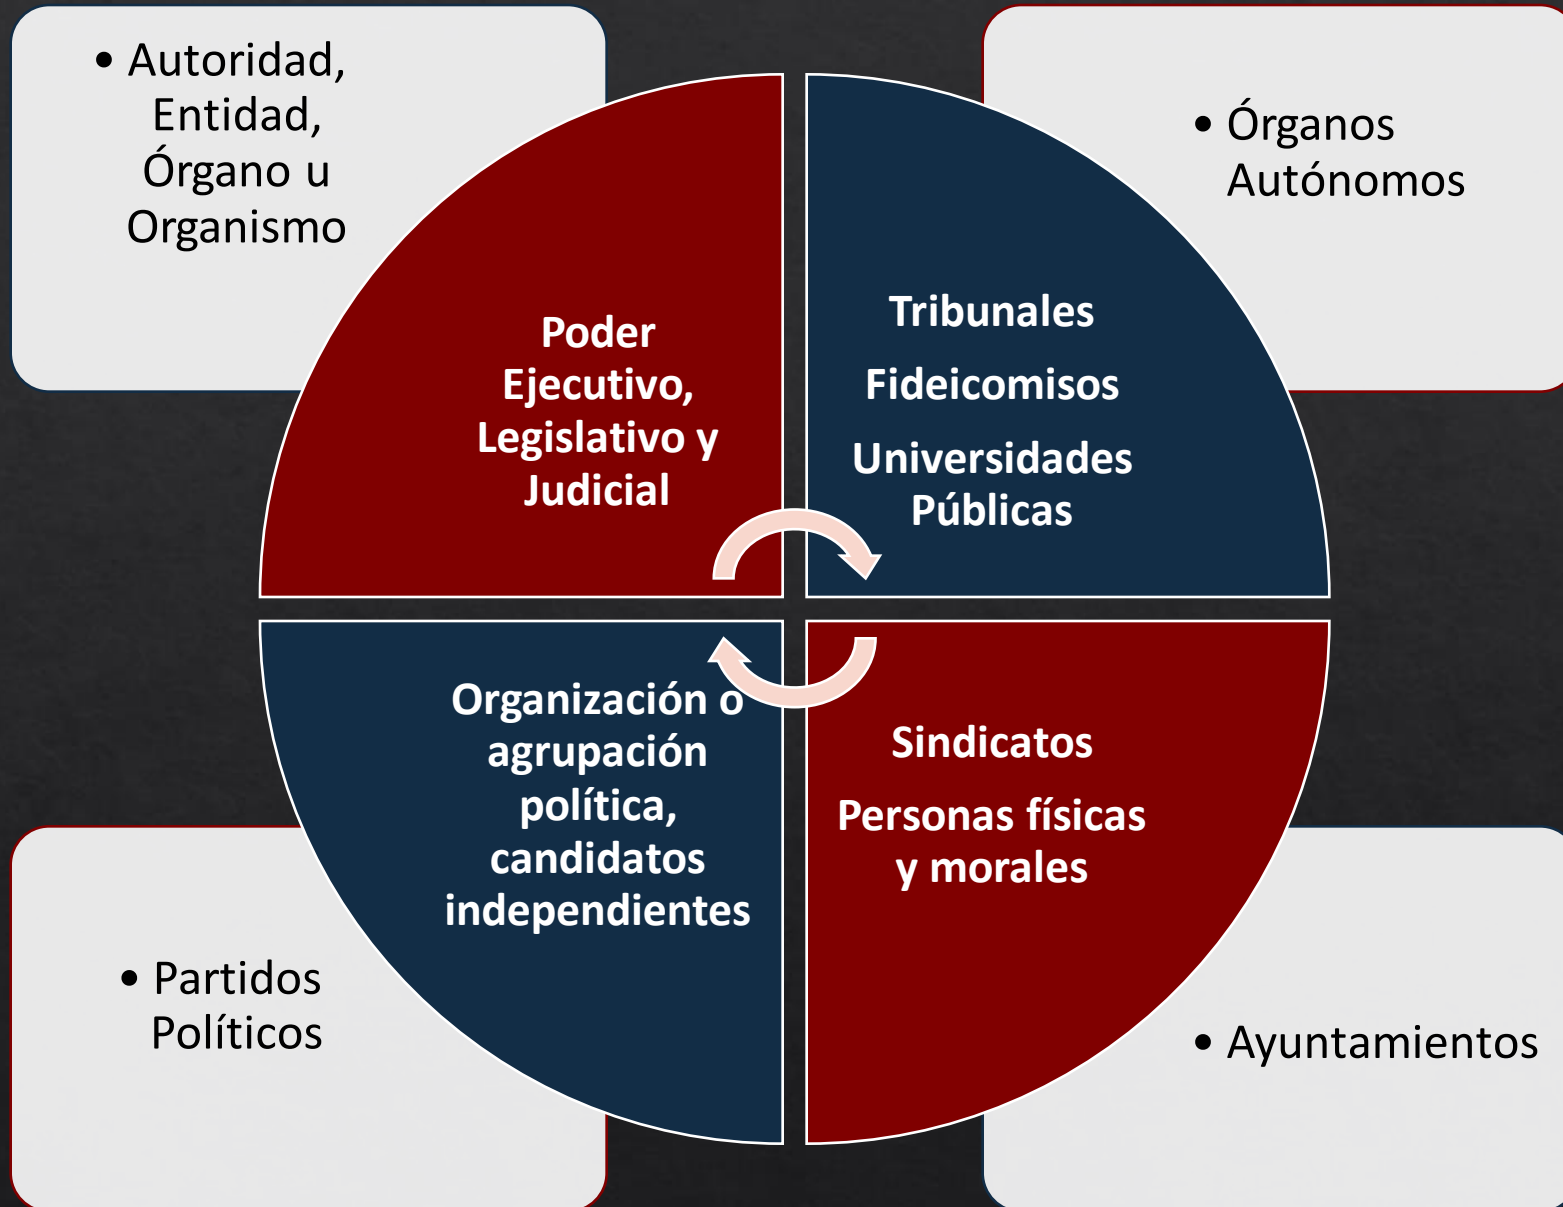 • Autoridad,
Entidad,
Órgano u
Organismo
Poder
Ejecutivo,
Legislativo y
Judicial
• Órganos
Autónomos
Tribunales
Fideicomisos
Universidades
Públicas
Organización o
agrupación
política,
candidatos
independientes
• Partidos
Políticos
Sindicatos
Personas físicas
y morales
• Ayuntamientos